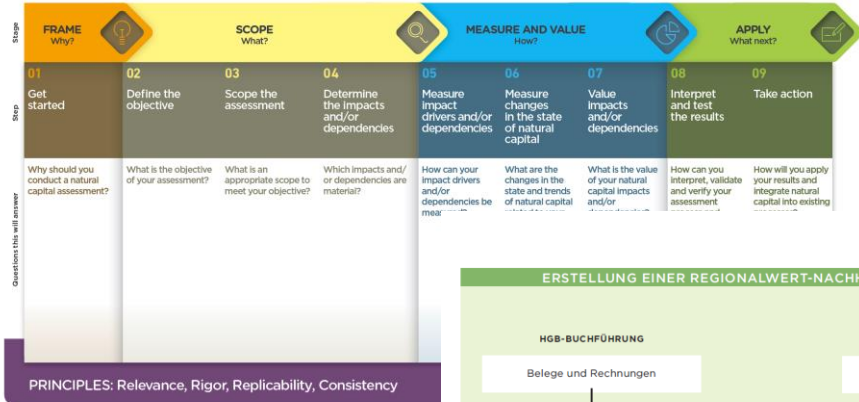 Stage
FRAME
Why?
SCOPE
What?
MEASURE AND VALUE
How?
APPLY
What next?
Step
01
Get
started
02
Define the
objective
03
Scope the
assessment
04
Determine
the impacts
and/or
dependencies
05
Measure
impact
drivers and/or
dependencies
06
Measure
changes
in the state
of natural
capital
07
Value
impacts
and/or
dependencies
08
Interpret
and test
the results
09
Take action
Questions this will answer
Why should you
conduct a natural
capital assessment?
What is the objective
of your assessment?
What is an
appropriate scope to
meet your objective?
Which impacts and/
or dependencies are
material?
How can your
impact drivers
and/or
dependencies be
What are the
changes in the
state and trends
of natural capital
What is the value
of your natural
capital impacts
and/or
How can you
interpret, validate
and verify your
assessment
How will you apply
your results and
integrate natural
capital into existing
PRINCIPLES: Relevance, Rigor, Replicability, Consistency
ERSTELLUNG EINER REGIONALWERT-NACHH
HGB-BUCHFÜHRUNG
Belege und Rechnungen